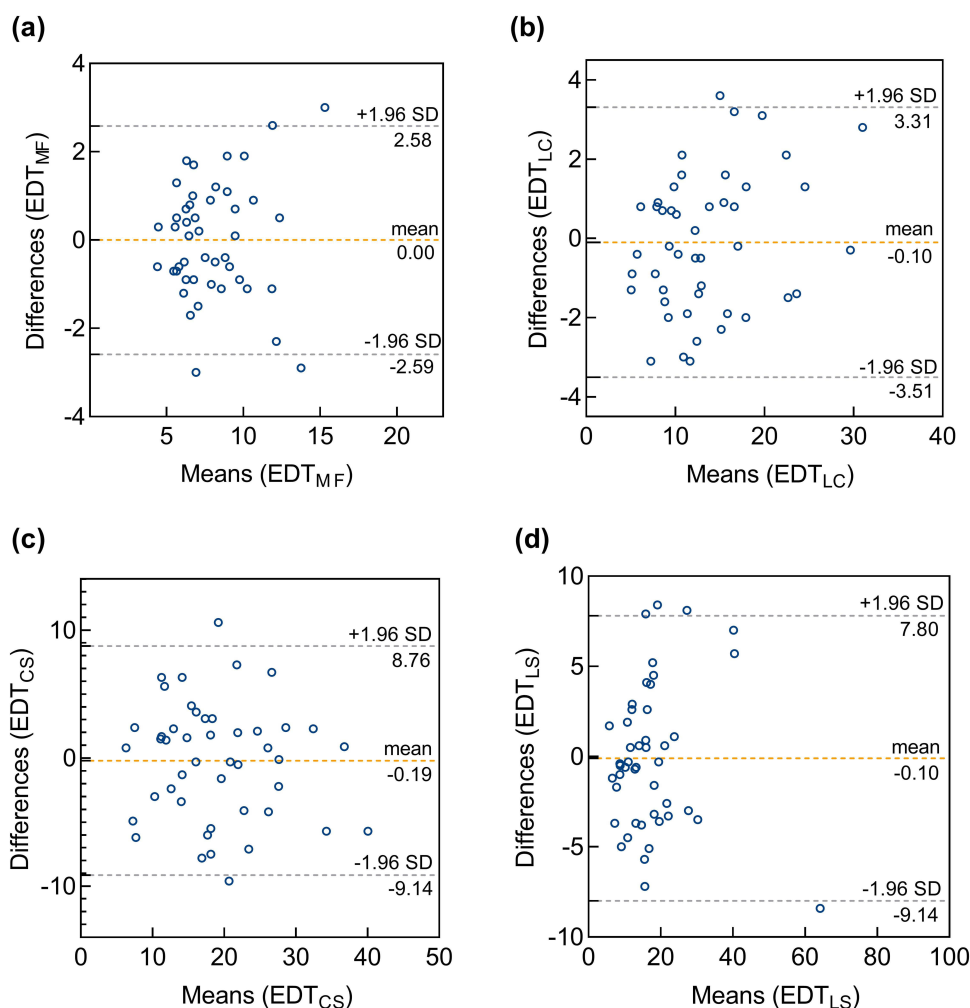 (a)
4
2
0
-2
-4
5
10
15
20
Differences (EDTMF)
Means (EDTM F)
+1.96 SD
2.58
mean
0.00
-1.96 SD
-2.59
(b)
4
2
0
-2
-4
0
10
20
30
40
Differences (EDTLC)
Means (EDTLC)
+1.96 SD
3.31
mean
-0.10
-1.96 SD
-3.51
(c)
10
0
-10
0
10
20
30
40
50
Differences (EDTCS)
Means (EDTCS)
+1.96 SD
8.76
mean
-0.19
-1.96 SD
-9.14
(d)
10
5
0
-5
-10
0
20
40
60
80
100
Differences (EDTLS)
Means (EDTLS)
+1.96 SD
7.80
mean
-0.10
-1.96 SD
-9.14